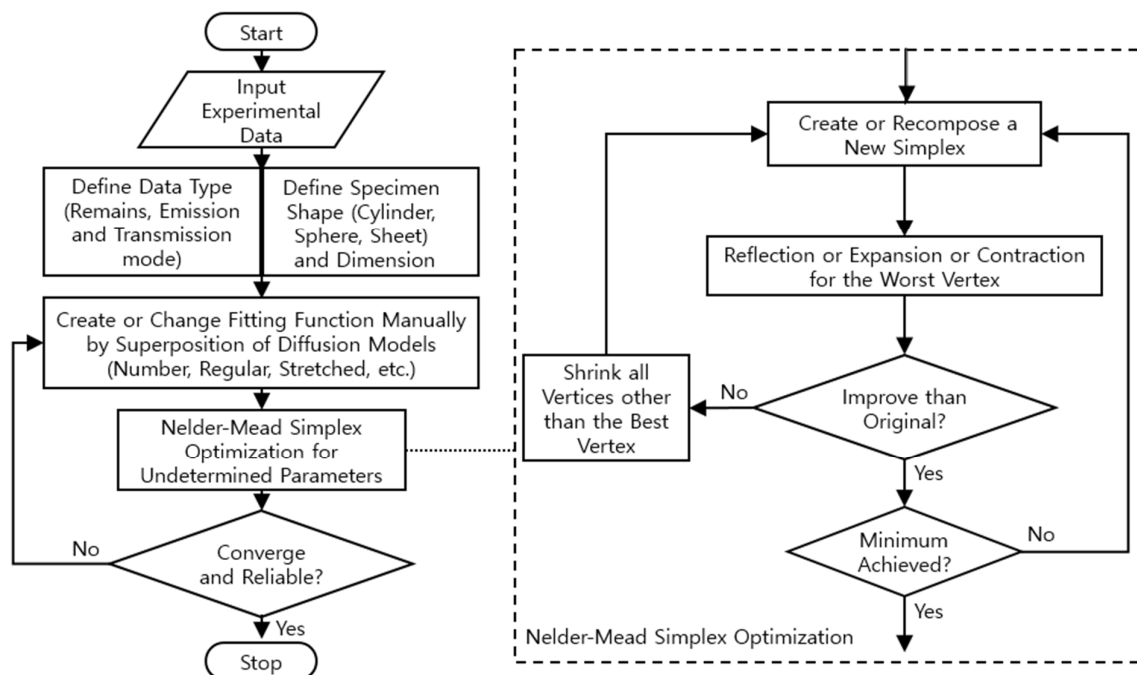 Start
Input
Experimental
Data
Define Data Type
(Remains, Emission
and Transmission
mode)
Define Specimen
Shape (Cylinder,
Sphere, Sheet)
and Dimension
Create or Change Fitting Function Manually
by Superposition of Diffusion Models
(Number, Regular, Stretched, etc.)
Nelder-Mead Simplex
Optimization for
Undetermined Parameters
No
Converge
and Reliable?
Yes
Stop
Create or Recompose a
New Simplex
Reflection or Expansion or Contraction
for the Worst Vertex
Shrink all
Vertices other
than the Best
Vertex
No
Improve than
Original?
Yes
Minimum
Achieved?
No
Yes
Nelder-Mead Simplex Optimization